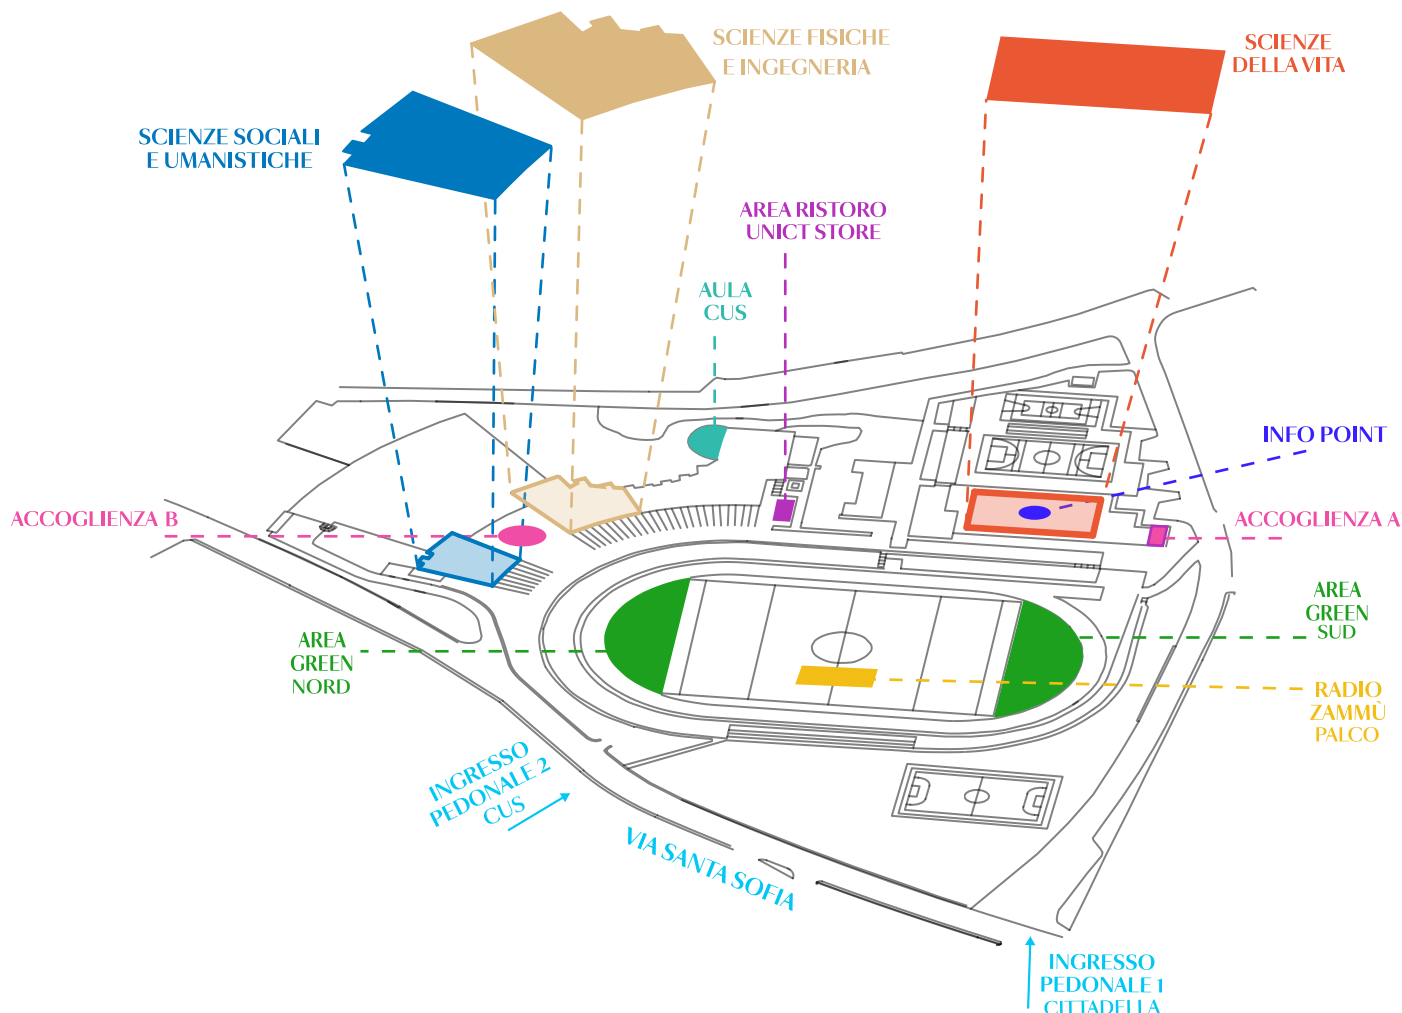 SCIENZE FISICHE
E INGEGNERIA
SCIENZE
DELLA VITA
SCIENZE SOCIALI
E UMANISTICHE
AREA RISTORO
UNICT STORE
AULA
CUS
INFO POINT
ACCOGLIENZA B
ACCOGLIENZA A
AREA
GREEN
SUD
AREA
GREEN
NORD
RADIO
ZAMMÙ
PALCO
INGRESSO
PEDONALE 2
CUS
VIA SANTA SOFIA
INGRESSO
PEDONALE 1
CITTADELLA